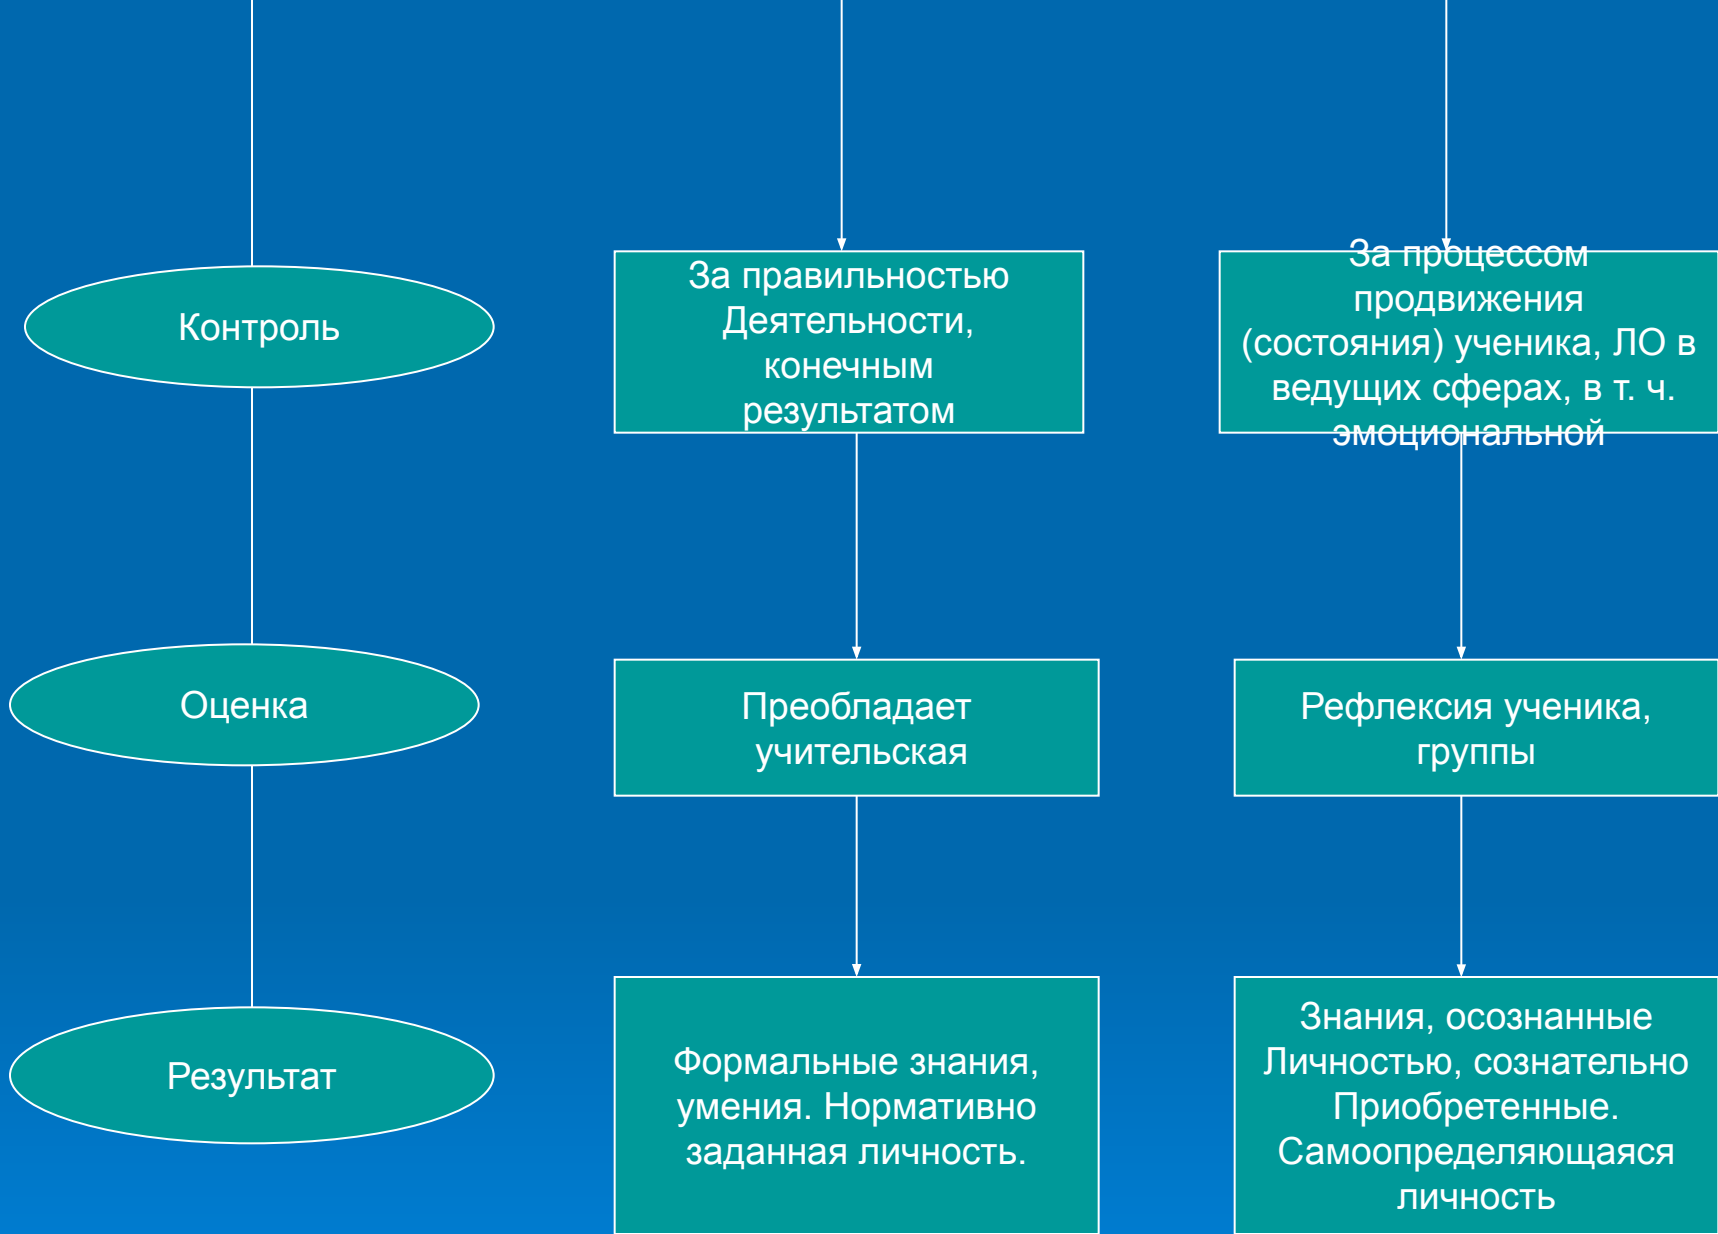 Контроль
За правильностью
Деятельности,
конечным
результатом
За процессом
продвижения
(состояния) ученика, ЛО в
ведущих сферах, в т. ч.
эмоциональной
Оценка
Преобладает
учительская
Рефлексия ученика,
группы
Результат
Формальные знания,
умения. Нормативно
заданная личность.
Знания, осознанные
Личностью, сознательно
Приобретенные.
Самоопределяющаяся
личность